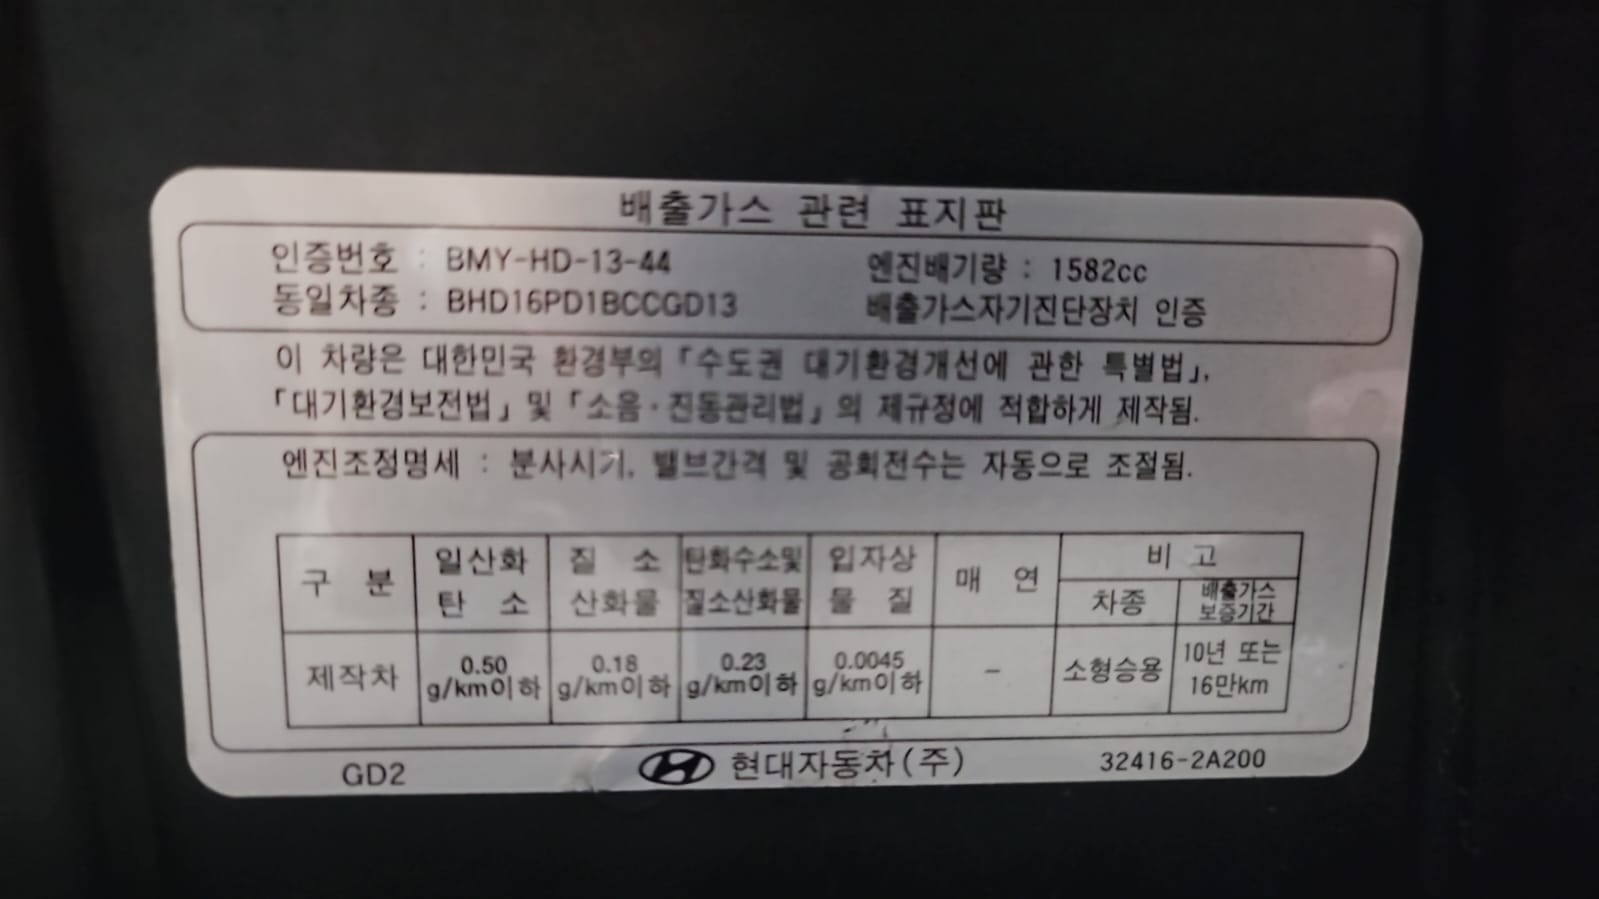 배출가스 관련 표지판
인증번호 : BMY-HD-13-44 엔진배기량 : 1582cc
동일차종 : BHD16PD1BCCGD13 배출가스자기진단장치 인증
이 차량은 대한민국 환경부의 「수도권 대기환경개선에 관한 특별법」,
「대기환경보전법」 및 「소음·진동관리법」의 제규정에 적합하게 제작됨.
엔진조정명세 : 분사시기, 밸브간격 및 공회전수는 자동으로 조절됨.
구 분 일산화 탄 소 질 소 산화물 탄화수소및 질소산화물 입자상 물 질 매 연 비 고
차종 배출가스 보증기간
제작차 0.50 g/km이하 0.18 g/km이하 0.23 g/km이하 0.0045 g/km이하 - 소형승용 10년 또는 16만km
GD2 현대자동차(주) 32416-2A200